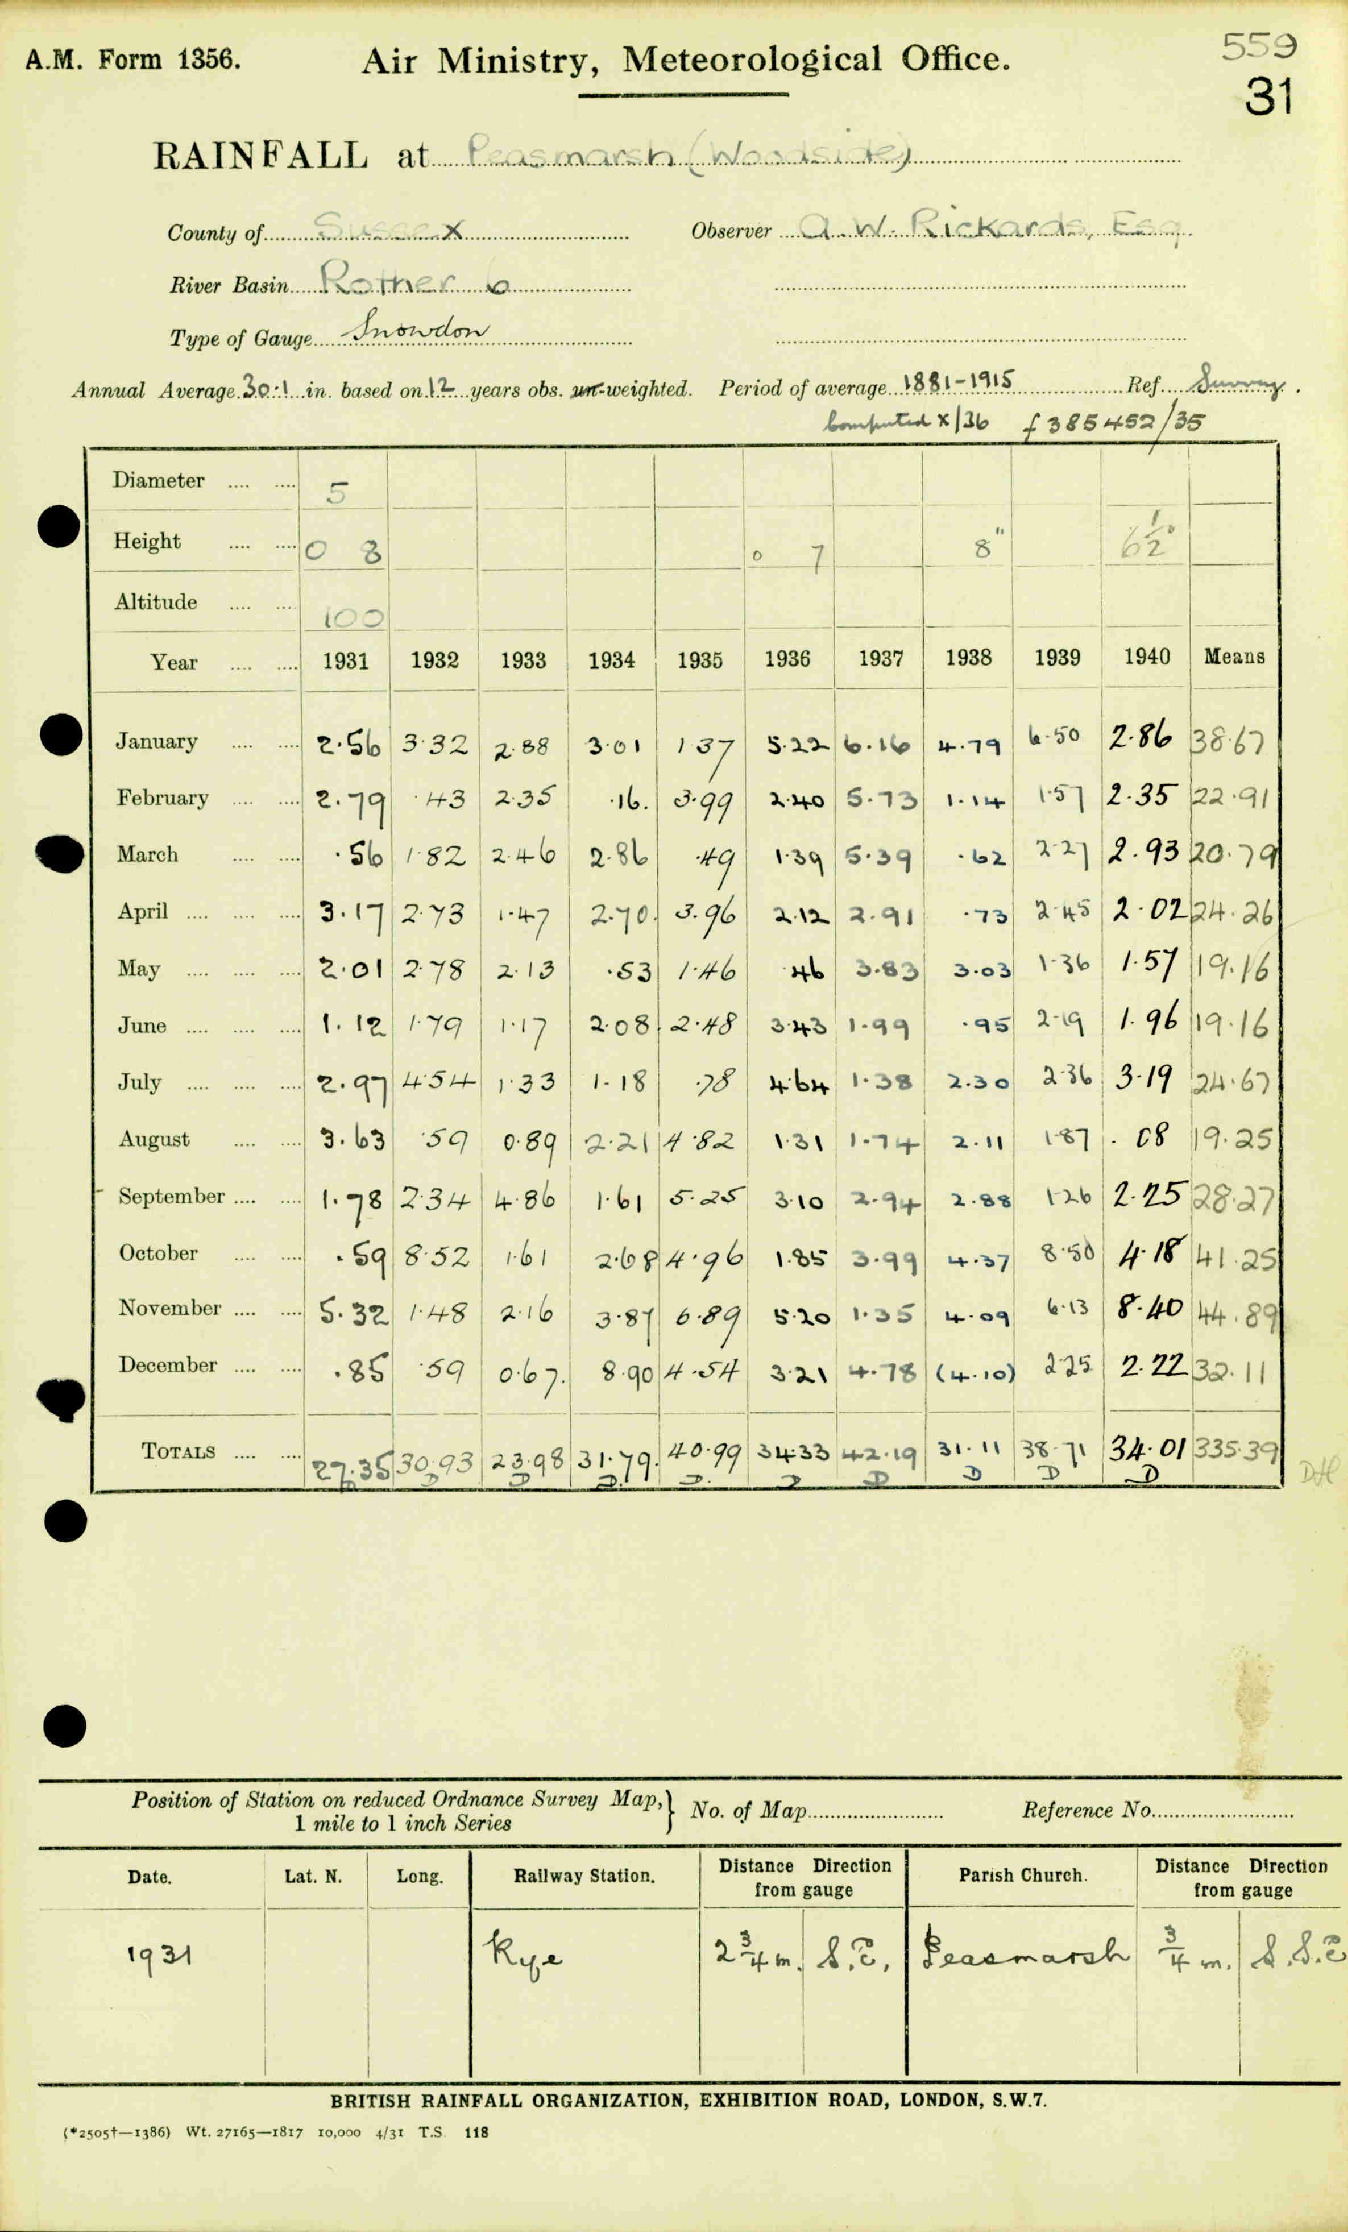 A.M. Form 1356. Air Ministry, Meteorological Office. 559
31
RAINFALL at Peasmarsh (Woodside)
County of Sussex Observer A. W. Rickards, Esq
River Basin Rother 6
Type of Gauge Snowdon
Annual Average 30.1 in. based on 12 years obs. un-weighted. Period of average 1881-1915 Ref. Survey.
Computed X/36 f 385452/35
Diameter 5
Height 0 8 0 7 8" 6½"
Altitude 100
Year 1931 1932 1933 1934 1935 1936 1937 1938 1939 1940 Means
January 2.56 3.32 2.88 3.01 1.37 5.22 6.16 4.79 6.50 2.86 38.67
February 2.79 .43 2.35 .16. 3.99 2.40 5.73 1.14 1.57 2.35 22.91
March .56 1.82 2.46 2.86 .49 1.39 5.39 .62 2.27 2.93 20.79
April 3.17 2.73 1.47 2.70. 3.96 2.12 2.91 .73 2.45 2.02 24.26
May 2.01 2.78 2.13 .53 1.46 .46 3.83 3.03 1.36 1.57 19.16
June 1.12 1.79 1.17 2.08 2.48 3.43 1.99 .95 2.19 1.96 19.16
July 2.97 4.54 1.33 1.18 .78 4.64 1.38 2.30 2.36 3.19 24.67
August 3.63 .59 0.89 2.21 4.82 1.31 1.74 2.11 1.87 .08 19.25
September 1.78 2.34 4.86 1.61 5.25 3.10 2.94 2.88 1.26 2.25 28.27
October .59 8.52 1.61 2.68 4.96 1.85 3.99 4.37 8.50 4.18 41.25
November 5.32 1.48 2.16 3.87 6.89 5.20 1.35 4.09 6.13 8.40 44.89
December .85 .59 0.67. 8.90 4.54 3.21 4.78 (4.10) 2.25 2.22 32.11
TOTALS 27.35 30.93 23.98 31.79. 40.99 34.33 42.19 31.11 38.71 34.01 335.39
D D D D D D D D D DH
Position of Station on reduced Ordnance Survey Map,} No. of Map Reference No.
1 mile to 1 inch Series
Date. Lat. N. Long. Railway Station. Distance Direction from gauge Parish Church. Distance Direction from gauge
1931 Rye 2¾ m. S.E. Peasmarsh ¾ m. S.S.E
BRITISH RAINFALL ORGANIZATION, EXHIBITION ROAD, LONDON, S.W.7.
(*2505†—1386) Wt. 27165—1817 10,000 4/31 T.S. 118